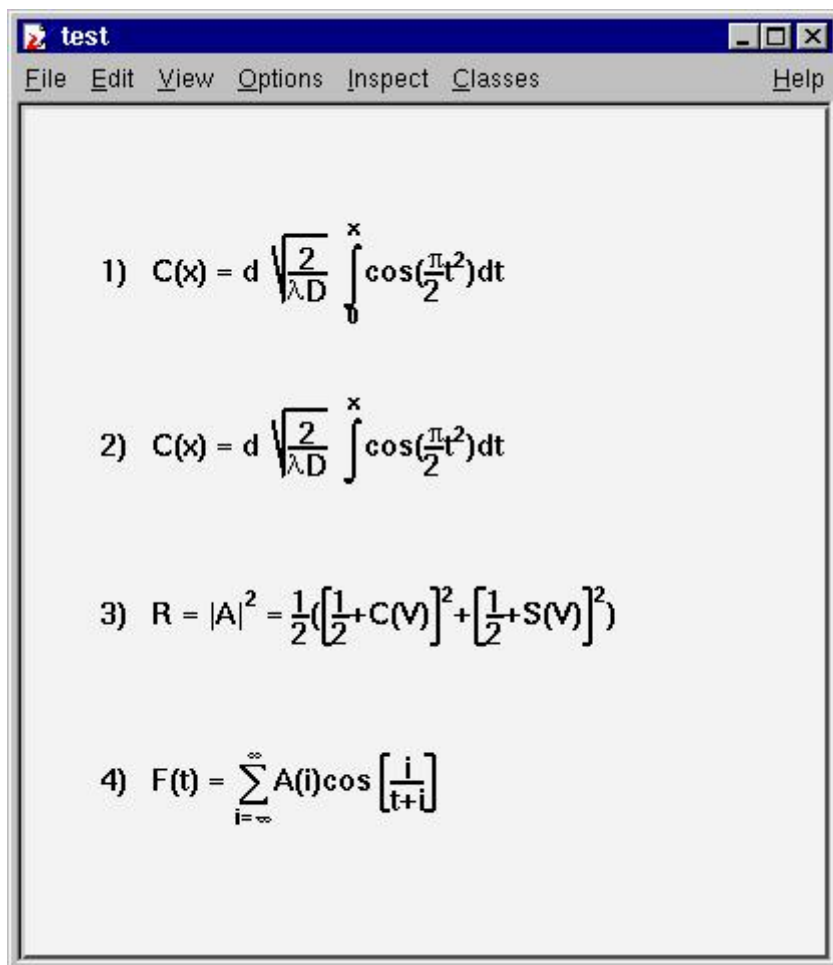 test
File Edit View Options Inspect Classes Help
1) C(x) = d √(2/(λD)) ∫₀ˣ cos(π/2 t²)dt
2) C(x) = d √(2/(λD)) ∫ˣ cos(π/2 t²)dt
3) R = |A|² = 1/2([1/2+C(V)]²+[1/2+S(V)]²)
4) F(t) = ∑_{i=∞}^{∞} A(i)cos [i/(t+i)]